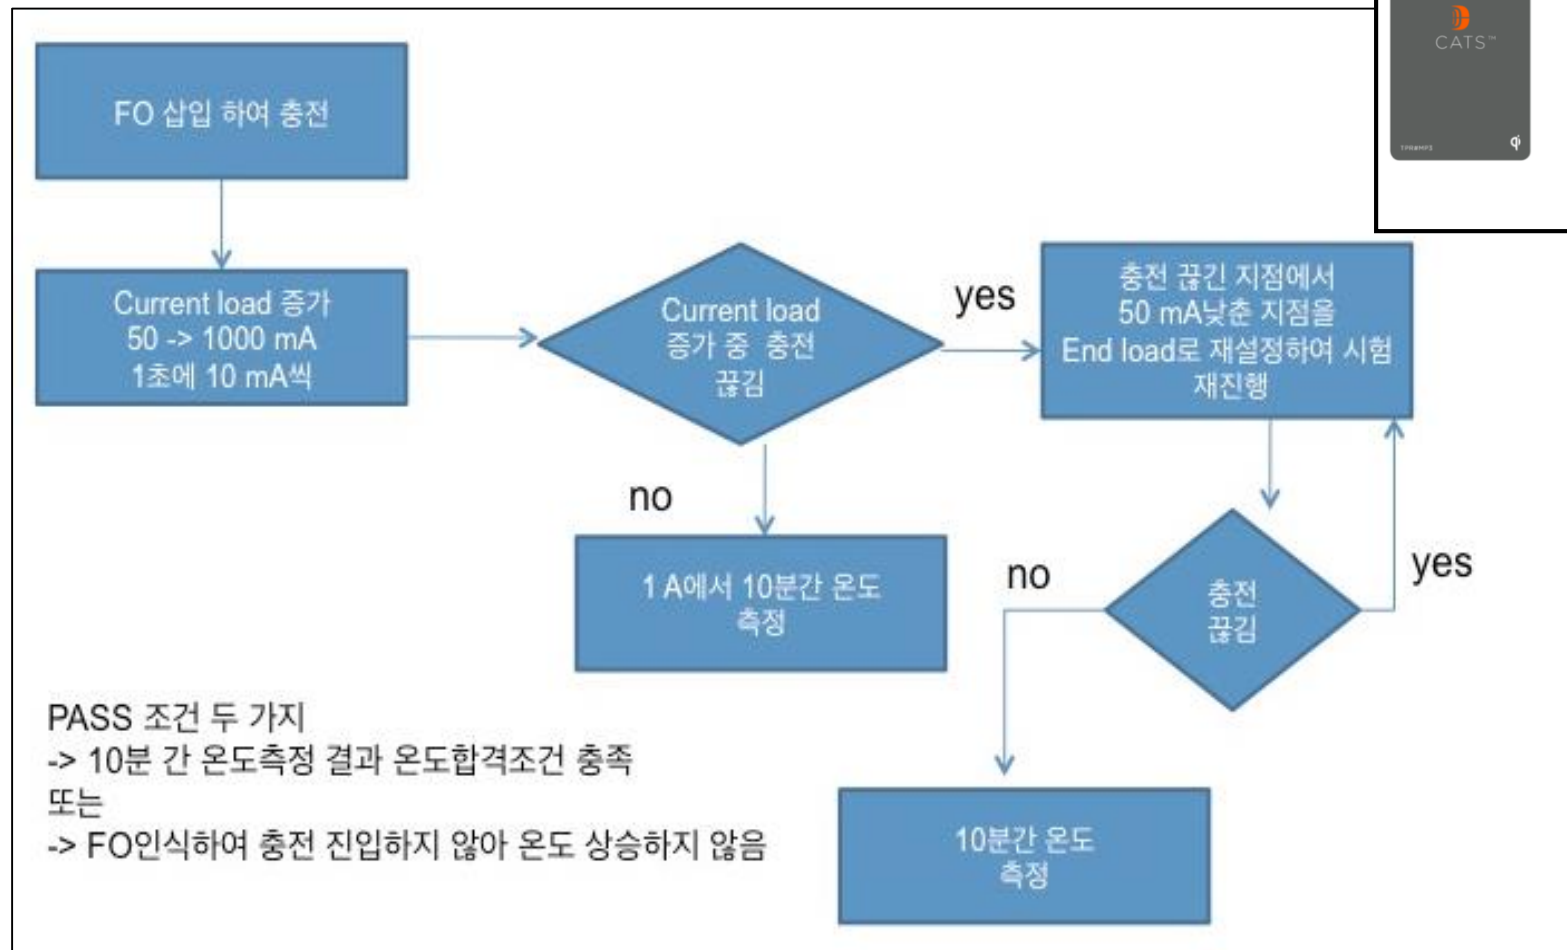 CATS™
FO 삽입 하여 충전
Current load 증가
50 -> 1000 mA
1초에 10 mA씩
Current load
증가 중 충전
끊김
yes
충전 끊긴 지점에서
50 mA낮춘 지점을
End load로 재설정하여 시험
재진행
no
1 A에서 10분간 온도
측정
충전
끊김
no
yes
10분간 온도
측정
PASS 조건 두 가지
-> 10분 간 온도측정 결과 온도합격조건 충족
또는
-> FO인식하여 충전 진입하지 않아 온도 상승하지 않음